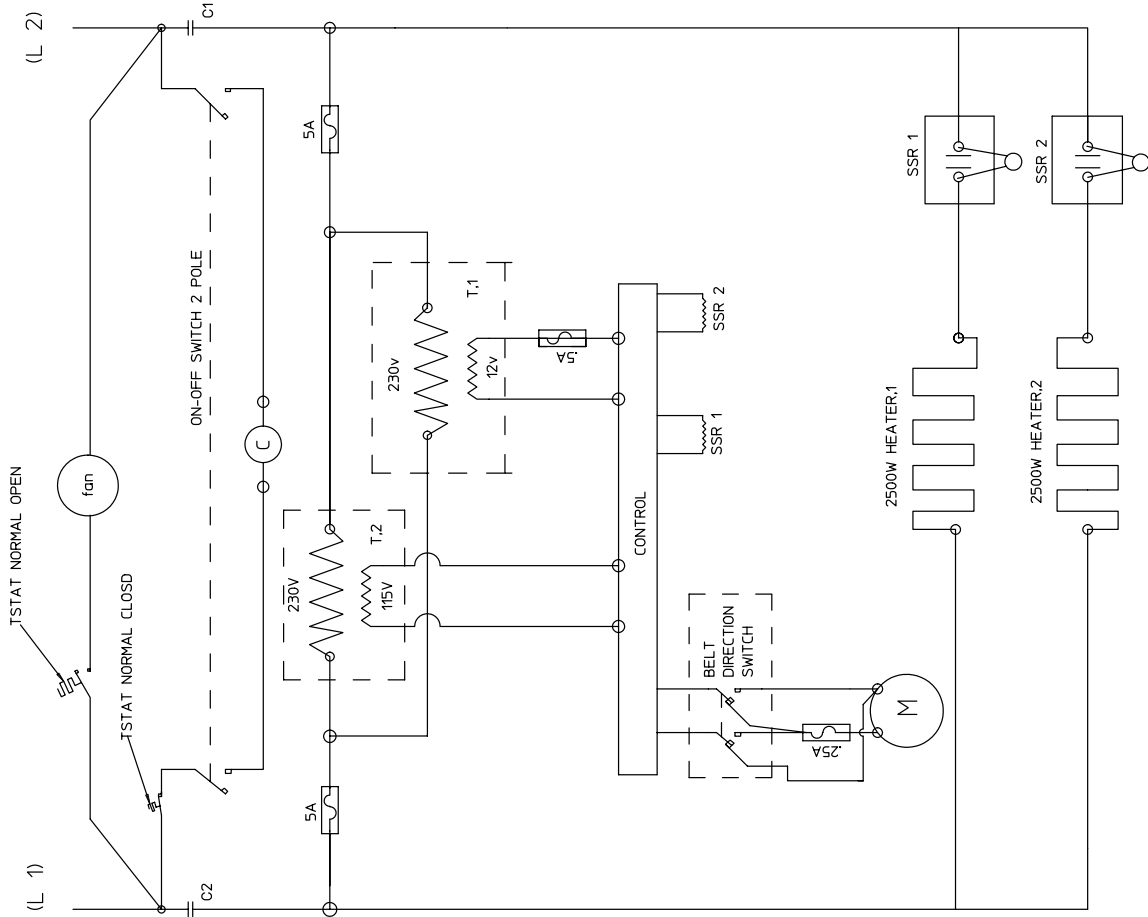 (L 1)
(L 2)
C2
C1
TSTAT NORMAL OPEN
fan
TSTAT NORMAL CLOSD
ON-OFF SWITCH 2 POLE
C
5A
5A
230V
T.2
115V
230v
T.1
12v
.5A
CONTROL
SSR 1
SSR 2
BELT
DIRECTION
SWITCH
.25A
M
2500W HEATER.1
SSR 1
2500W HEATER.2
SSR 2